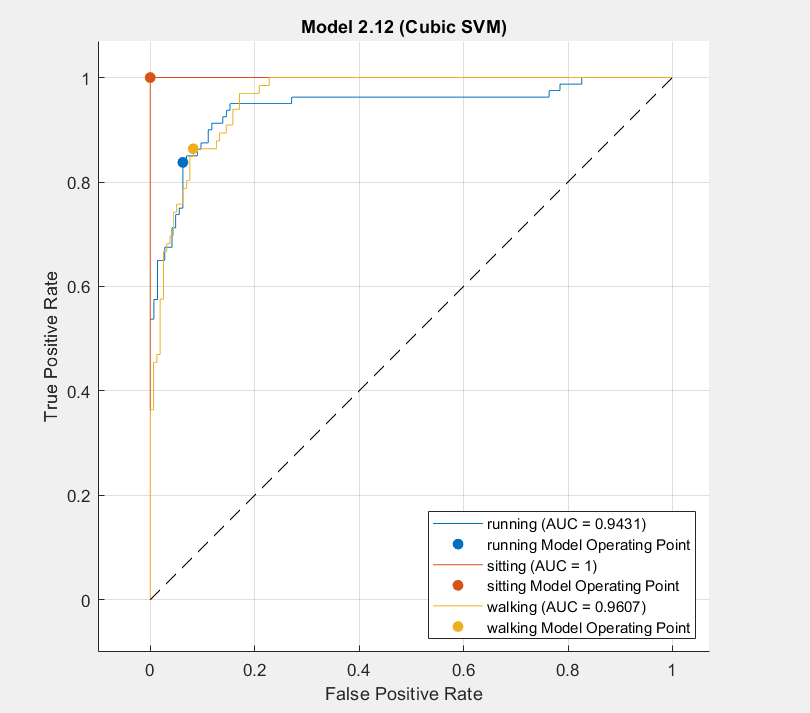 Model 2.12 (Cubic SVM)
True Positive Rate
1
0.8
0.6
0.4
0.2
0
running (AUC = 0.9431)
running Model Operating Point
sitting (AUC = 1)
sitting Model Operating Point
walking (AUC = 0.9607)
walking Model Operating Point
0 0.2 0.4 0.6 0.8 1
False Positive Rate